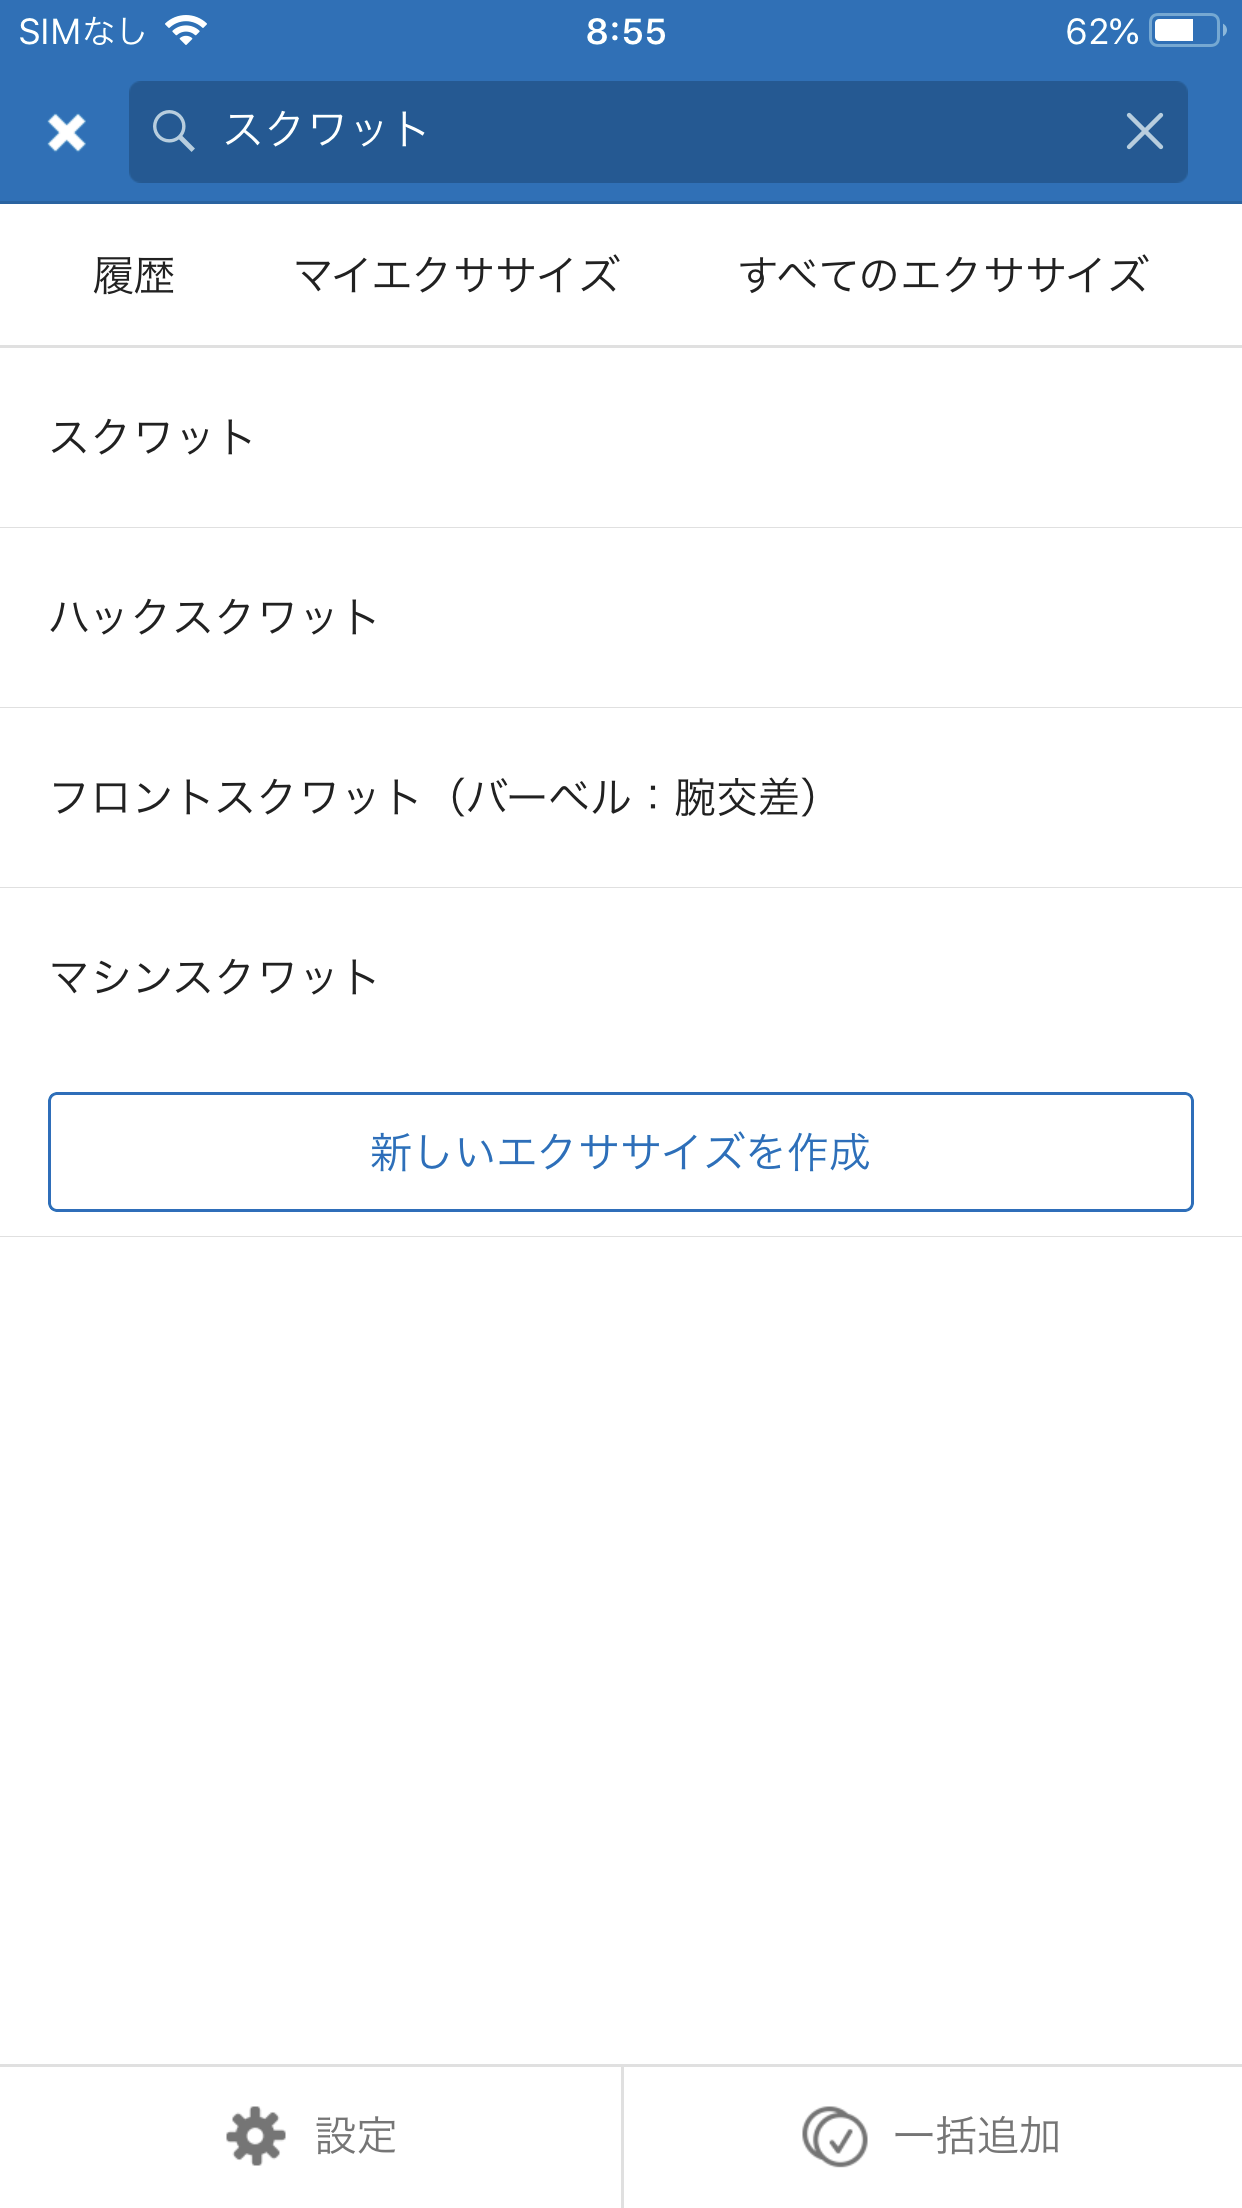 SIMなし 8:55 62%
スクワット
履歴 マイエクササイズ すべてのエクササイズ
スクワット
ハックスクワット
フロントスクワット（バーベル：腕交差）
マシンスクワット
新しいエクササイズを作成
設定 一括追加